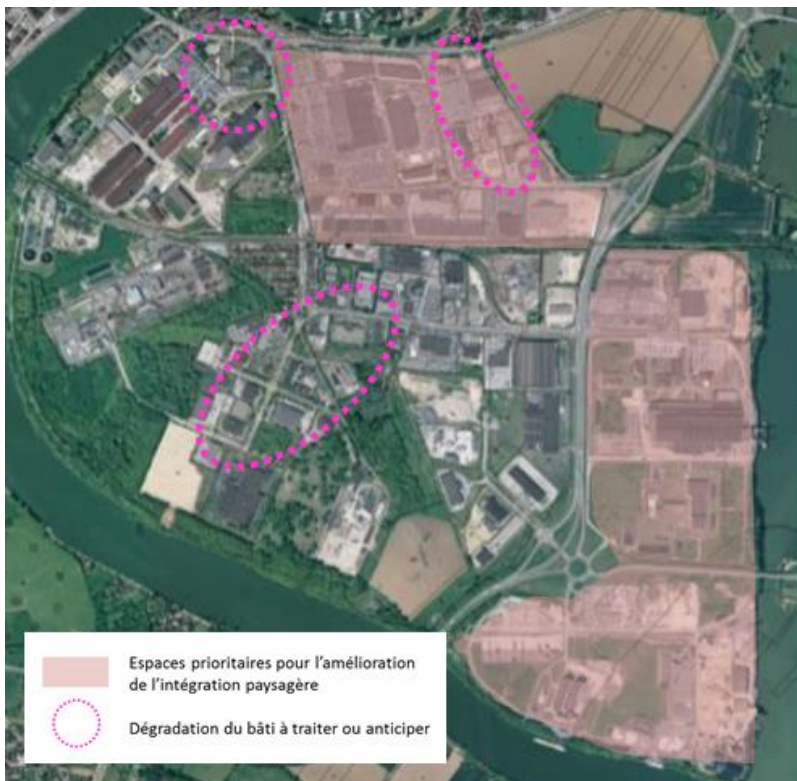 Espaces prioritaires pour l'amélioration
de l'intégration paysagère
Dégradation du bâti à traiter ou anticiper